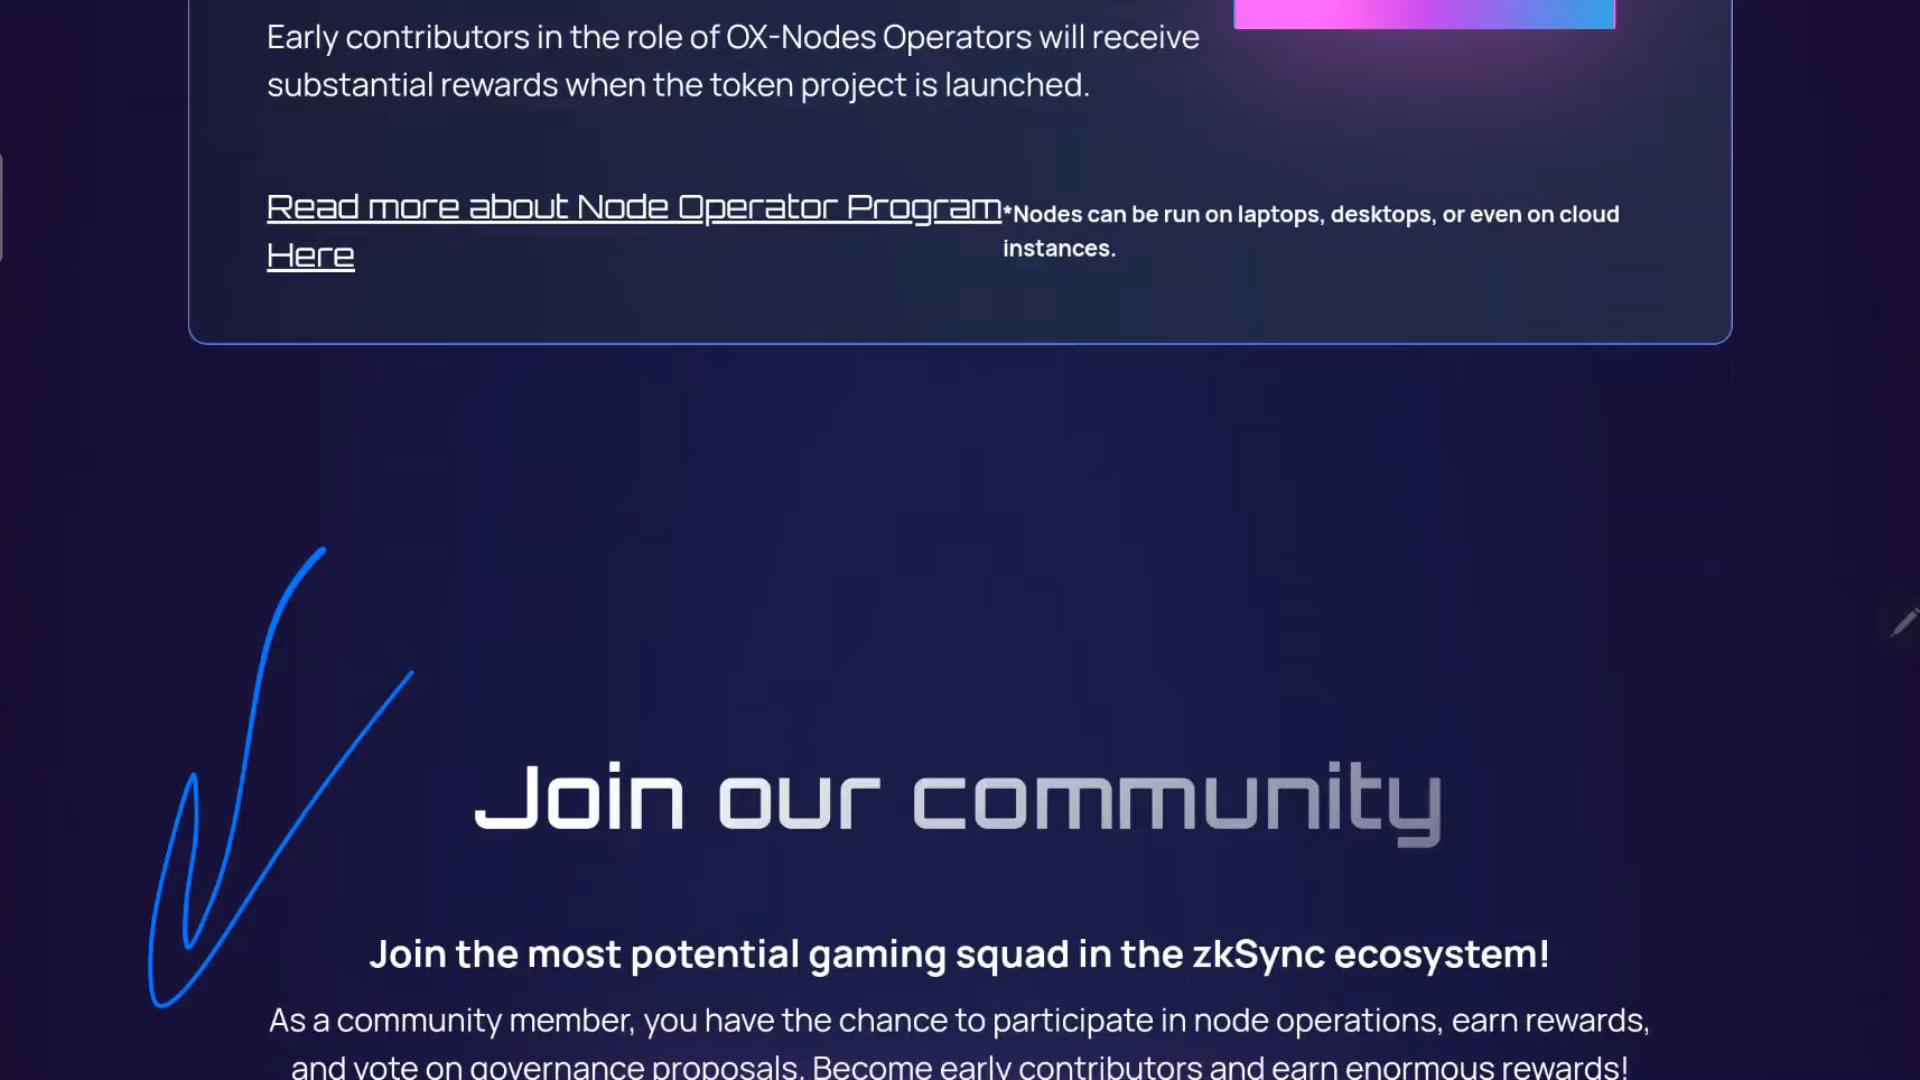 Early contributors in the role of OX-Nodes Operators will receive
substantial rewards when the token project is launched.
Read more about Node Operator Program
Here
*Nodes can be run on laptops, desktops, or even on cloud
instances.
Join our community
Join the most potential gaming squad in the zkSync ecosystem!
As a community member, you have the chance to participate in node operations, earn rewards,
and vote on governance proposals. Become early contributors and earn enormous rewards!